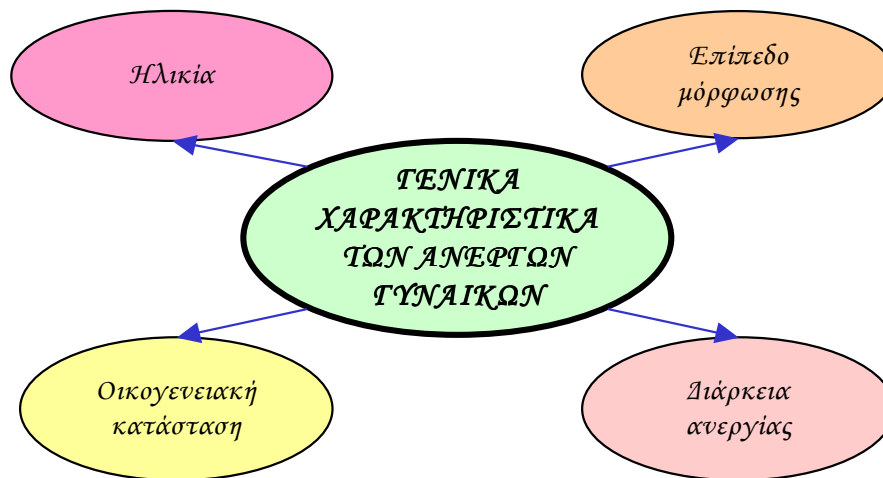 Ηλικία
Επίπεδο
μόρφωσης
ΓΕΝΙΚΑ
ΧΑΡΑΚΤΗΡΙΣΤΙΚΑ
ΤΩΝ ΑΝΕΡΓΩΝ
ΓΥΝΑΙΚΩΝ
Οικογενειακή
κατάσταση
Διάρκεια
ανεργίας